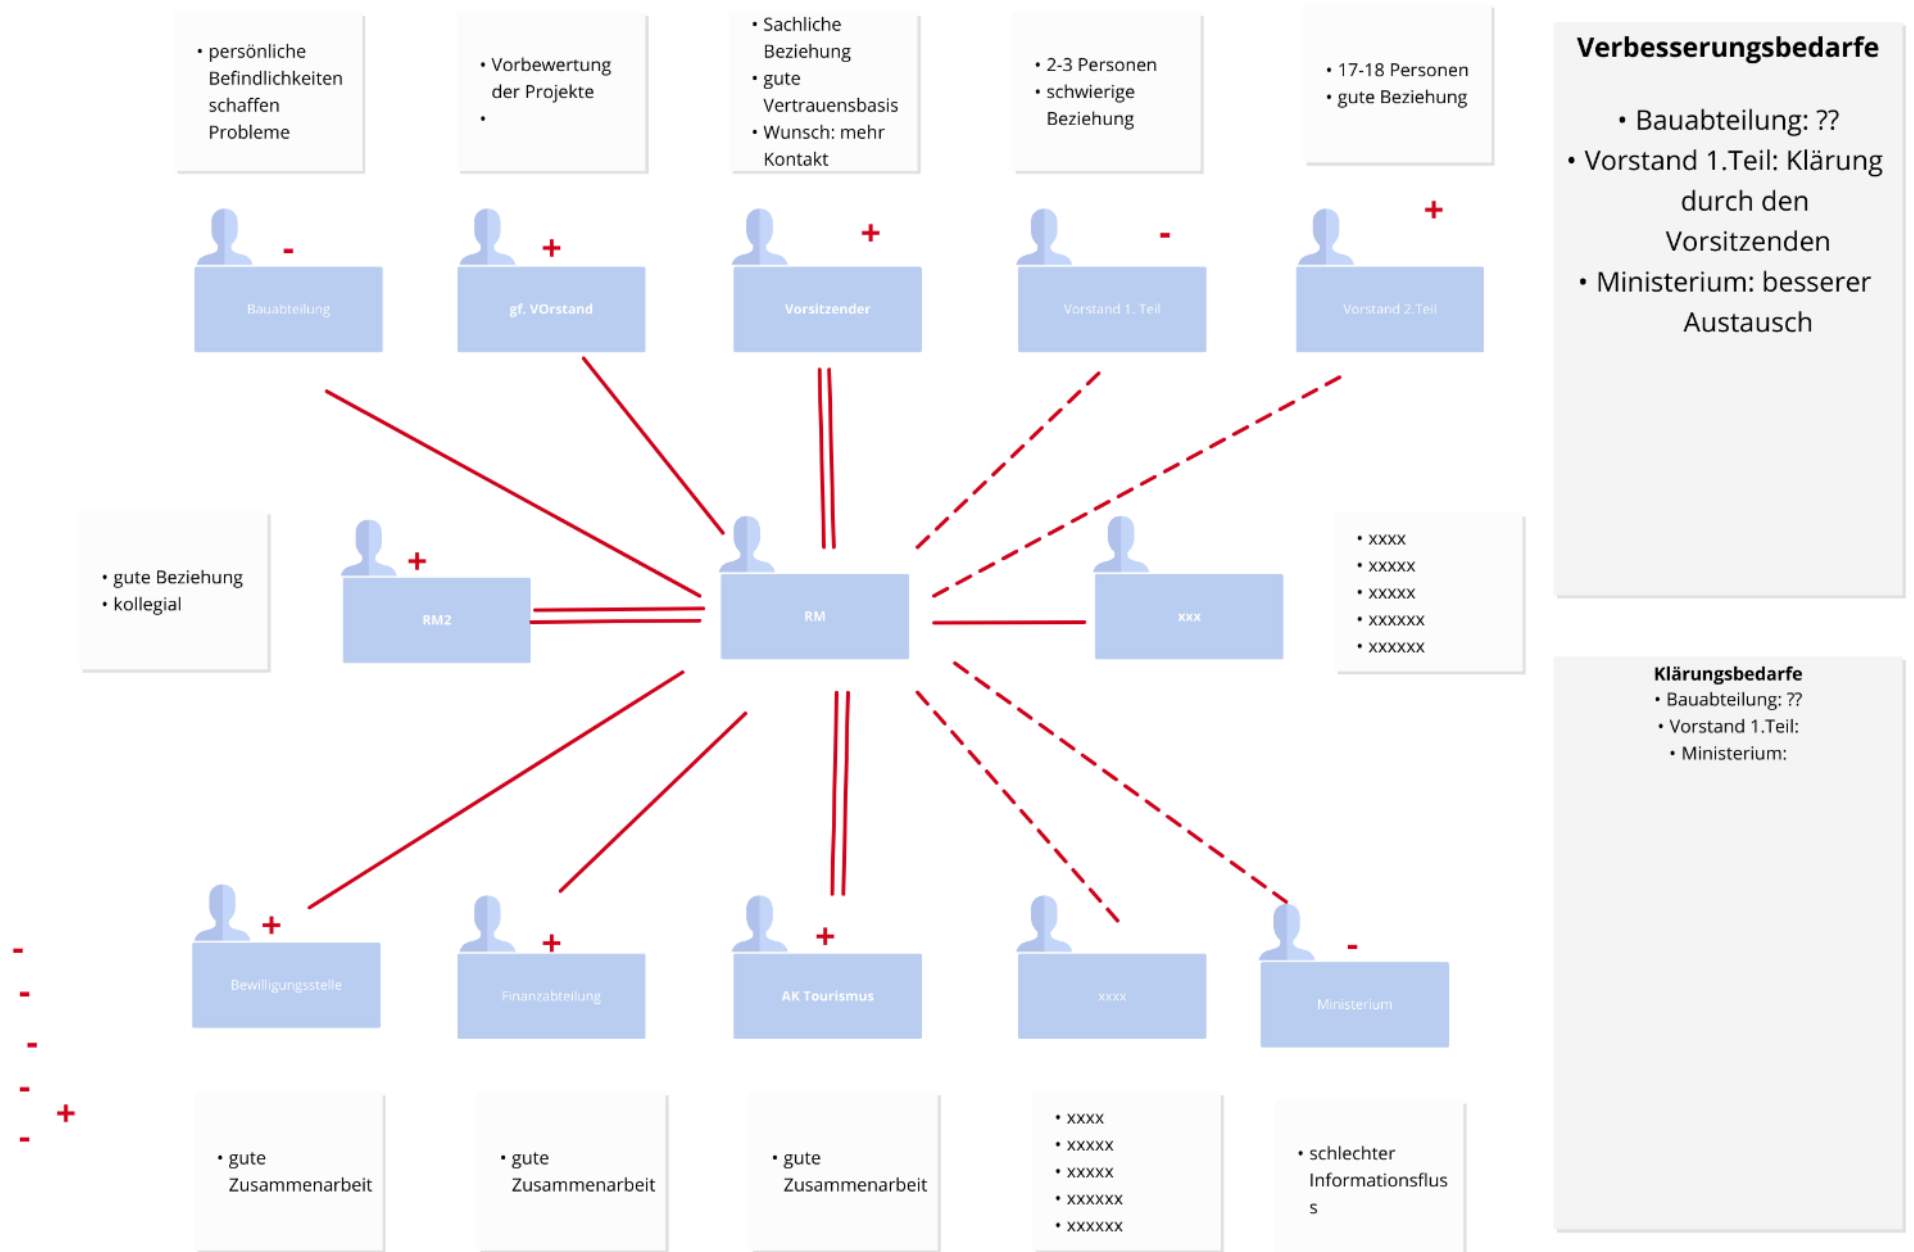 • persönliche
Befindlichkeiten
schaffen
Probleme
• Vorbewertung
der Projekte
•
• Sachliche
Beziehung
• gute
Vertrauensbasis
• Wunsch: mehr
Kontakt
• 2-3 Personen
• schwierige
Beziehung
• 17-18 Personen
• gute Beziehung
-
+
+
-
+
Bauabteilung
gf. VOrstand
Vorsitzender
Vorstand 1. Teil
Vorstand 2.Teil
Verbesserungsbedarfe
• Bauabteilung: ??
• Vorstand 1.Teil: Klärung
durch den
Vorsitzenden
• Ministerium: besserer
Austausch
• gute Beziehung
• kollegial
+
RM2
RM
xxx
• xxxx
• xxxxx
• xxxxx
• xxxxxx
• xxxxxx
Klärungsbedarfe
• Bauabteilung: ??
• Vorstand 1.Teil:
• Ministerium:
+
+
+
-
Bewilligungsstelle
Finanzabteilung
AK Tourismus
xxxx
Ministerium
-
-
-
-
+
-
• gute
Zusammenarbeit
• gute
Zusammenarbeit
• gute
Zusammenarbeit
• xxxx
• xxxxx
• xxxxx
• xxxxxx
• xxxxxx
• schlechter
Informationsflus
s